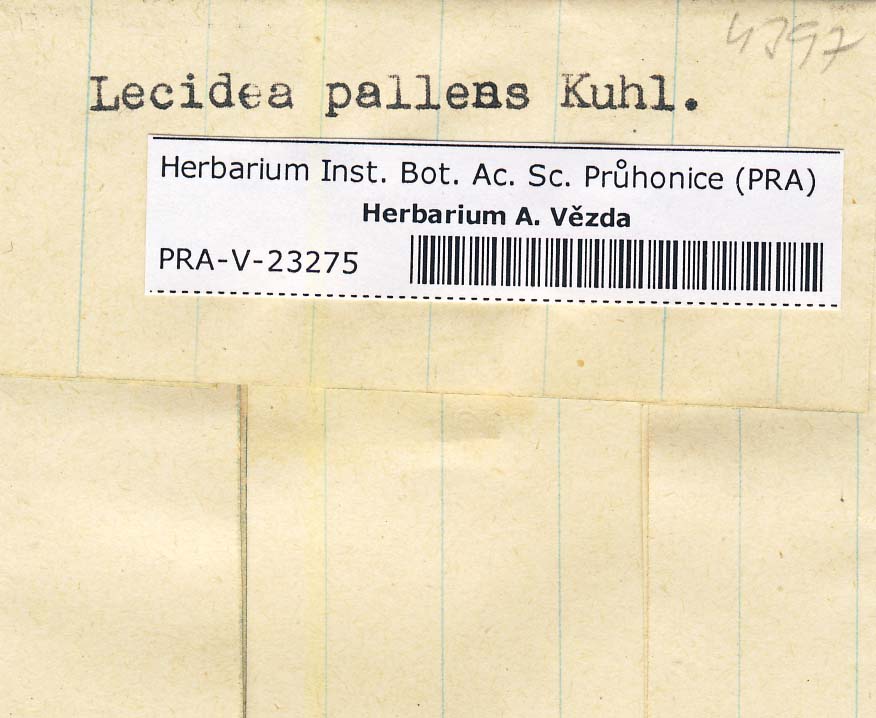 4797
Lecidea pallens Kuhl.
Herbarium Inst. Bot. Ac. Sc. Průhonice (PRA)
Herbarium A. Vězda
PRA-V-23275